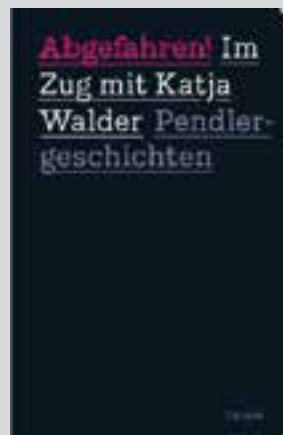 Abgefahren! Im
Zug mit Katja
Walder Pendler-
geschichten